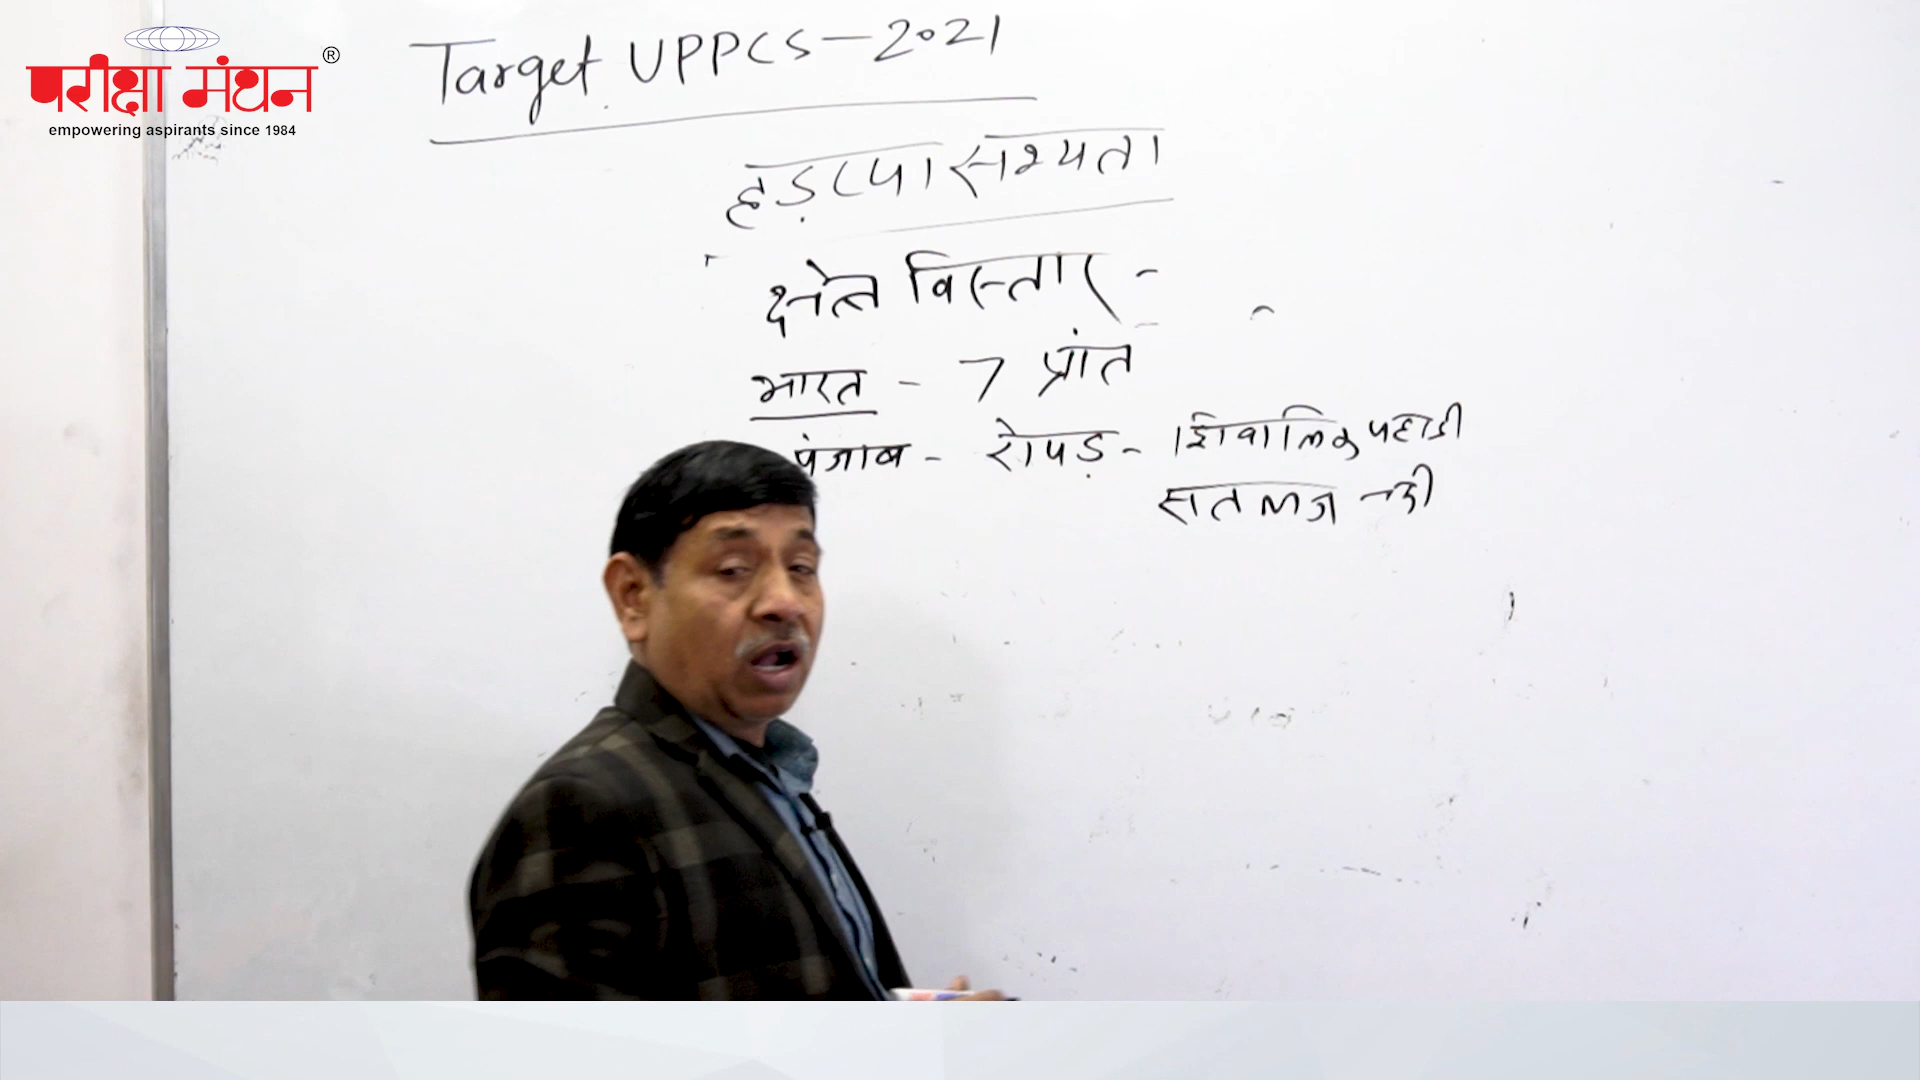 परीक्षा मंथन®
empowering aspirants since 1984
Target UPPCS-2021
हड़प्पा सभ्यता
क्षेत्र विस्तार -
भारत - 7 प्रांत
पंजाब - रोपड़ - शिवालिक पहाडी
सतलज नदी